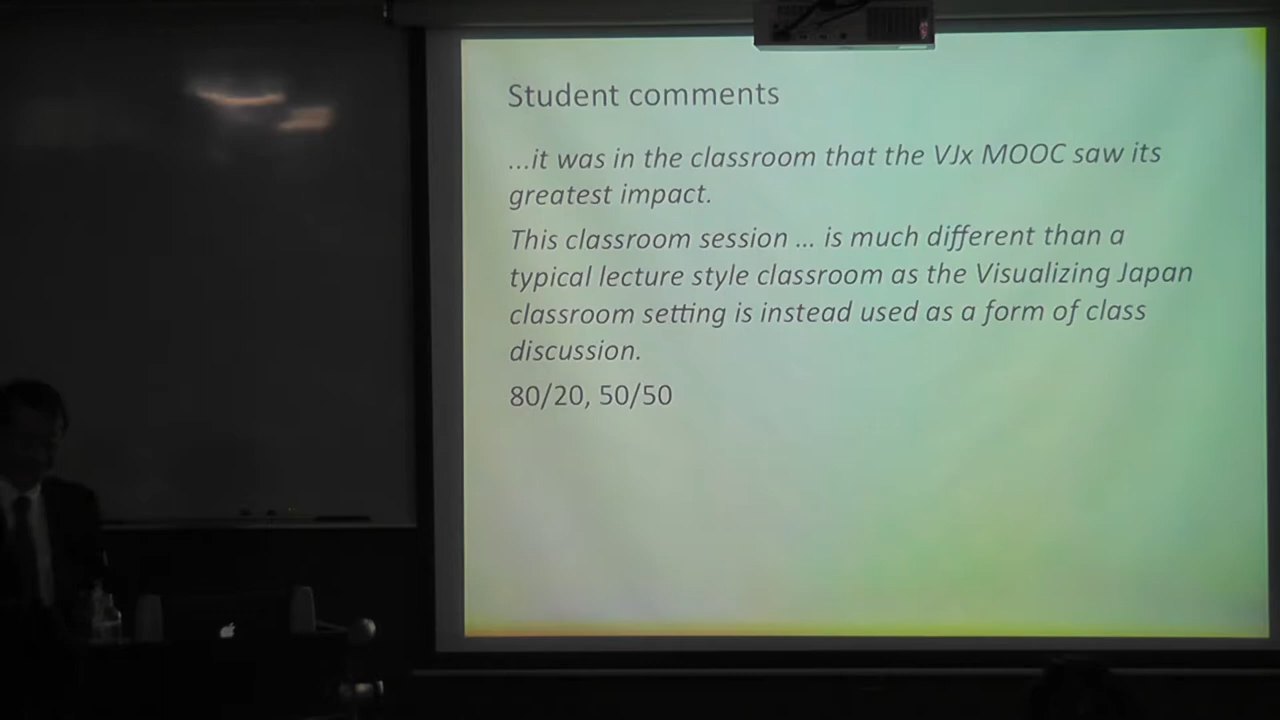 Student comments
...it was in the classroom that the VJx MOOC saw its
greatest impact.
This classroom session ... is much different than a
typical lecture style classroom as the Visualizing Japan
classroom setting is instead used as a form of class
discussion.
80/20, 50/50